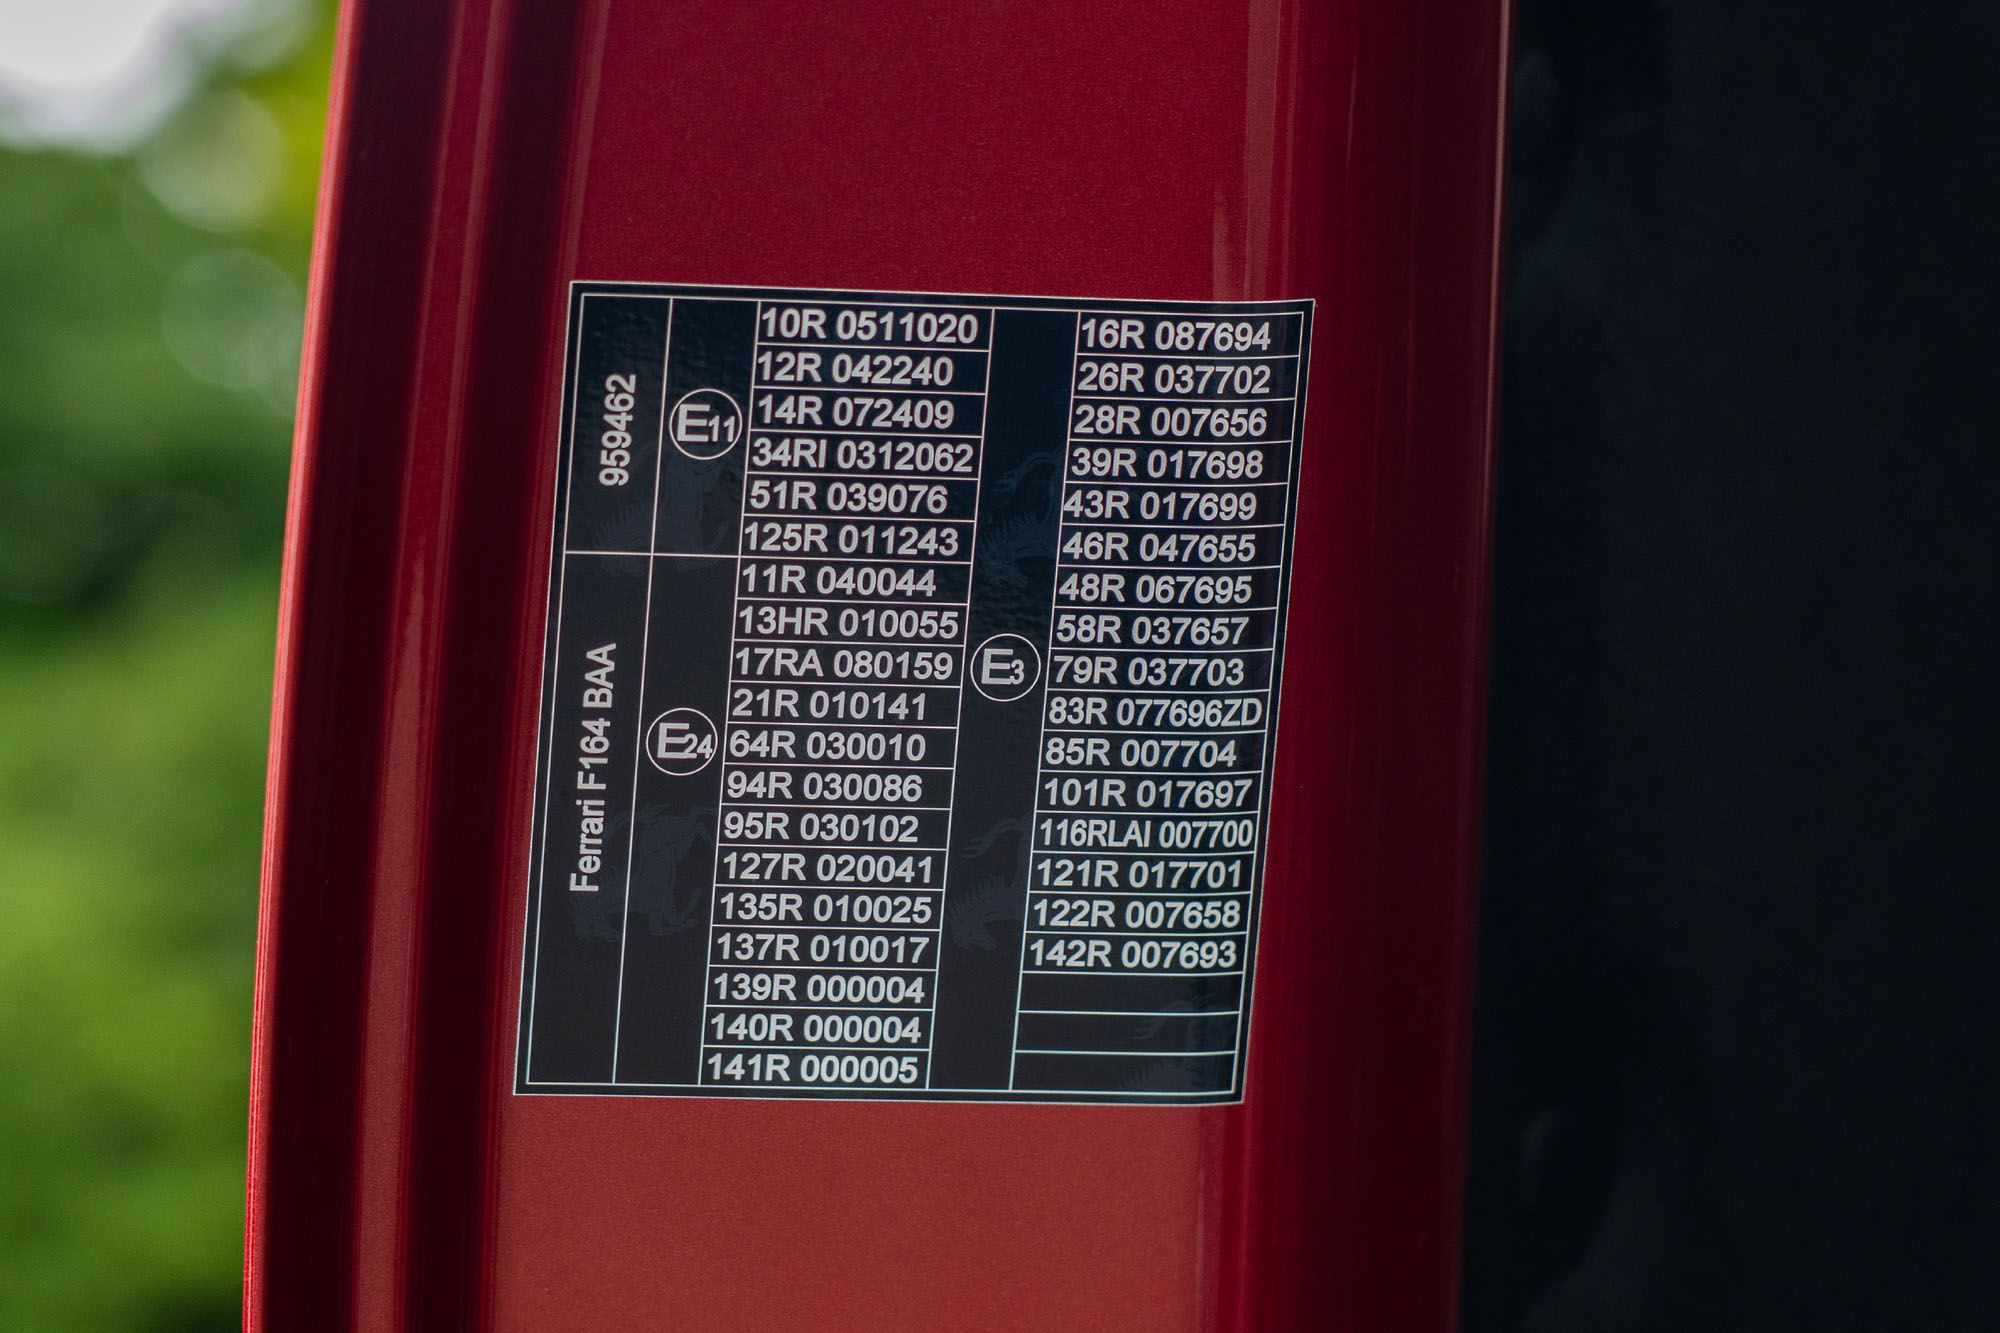 959462
Ferrari F164 BAA
E11
10R 0511020
12R 042240
14R 072409
34RI 0312062
51R 039076
125R 011243
E24
11R 040044
13HR 010055
17RA 080159
21R 010141
64R 030010
94R 030086
95R 030102
127R 020041
135R 010025
137R 010017
139R 000004
140R 000004
141R 000005
E3
16R 087694
26R 037702
28R 007656
39R 017698
43R 017699
46R 047655
48R 067695
58R 037657
79R 037703
83R 077696ZD
85R 007704
101R 017697
116RLAI 007700
121R 017701
122R 007658
142R 007693